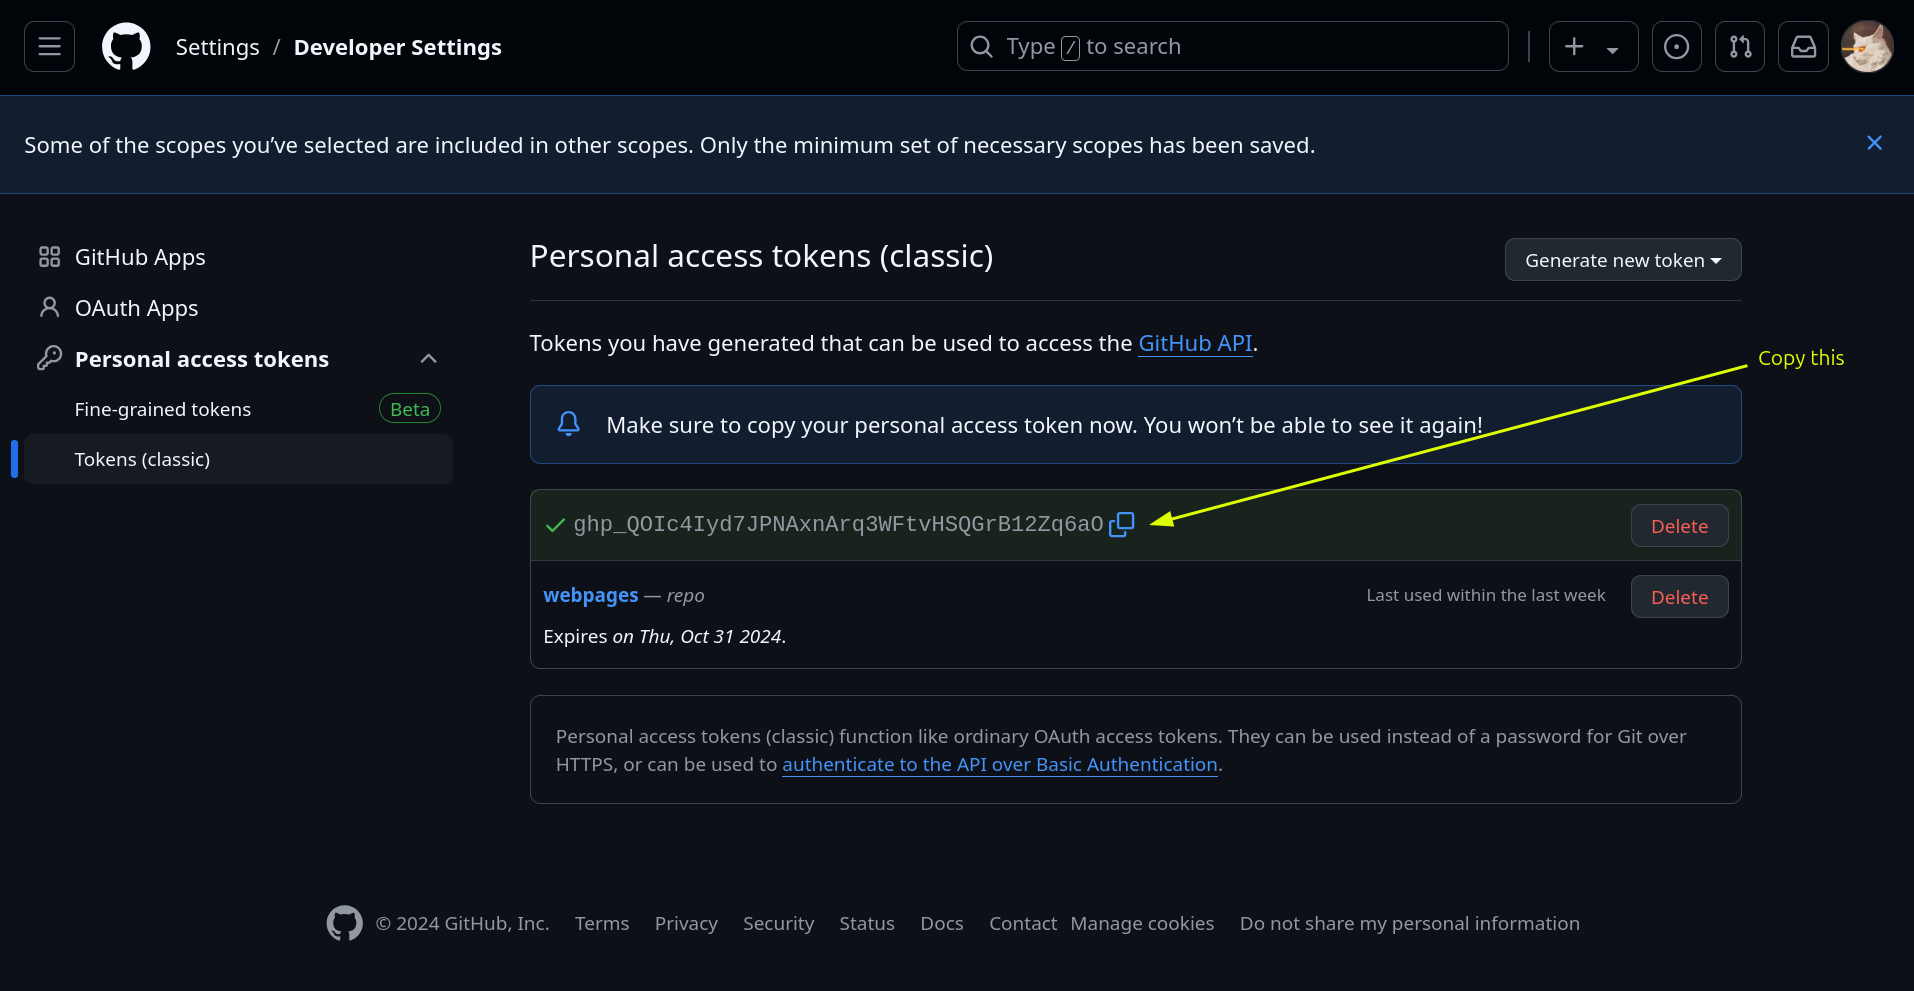 Settings / Developer Settings
Type / to search
Some of the scopes you’ve selected are included in other scopes. Only the minimum set of necessary scopes has been saved.
GitHub Apps
OAuth Apps
Personal access tokens
Fine-grained tokens Beta
Tokens (classic)
Personal access tokens (classic)
Generate new token
Tokens you have generated that can be used to access the GitHub API.
Copy this
Make sure to copy your personal access token now. You won’t be able to see it again!
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
Delete
webpages — repo
Last used within the last week
Delete
Expires on Thu, Oct 31 2024.
Personal access tokens (classic) function like ordinary OAuth access tokens. They can be used instead of a password for Git over
HTTPS, or can be used to authenticate to the API over Basic Authentication.
© 2024 GitHub, Inc. Terms Privacy Security Status Docs Contact Manage cookies Do not share my personal information